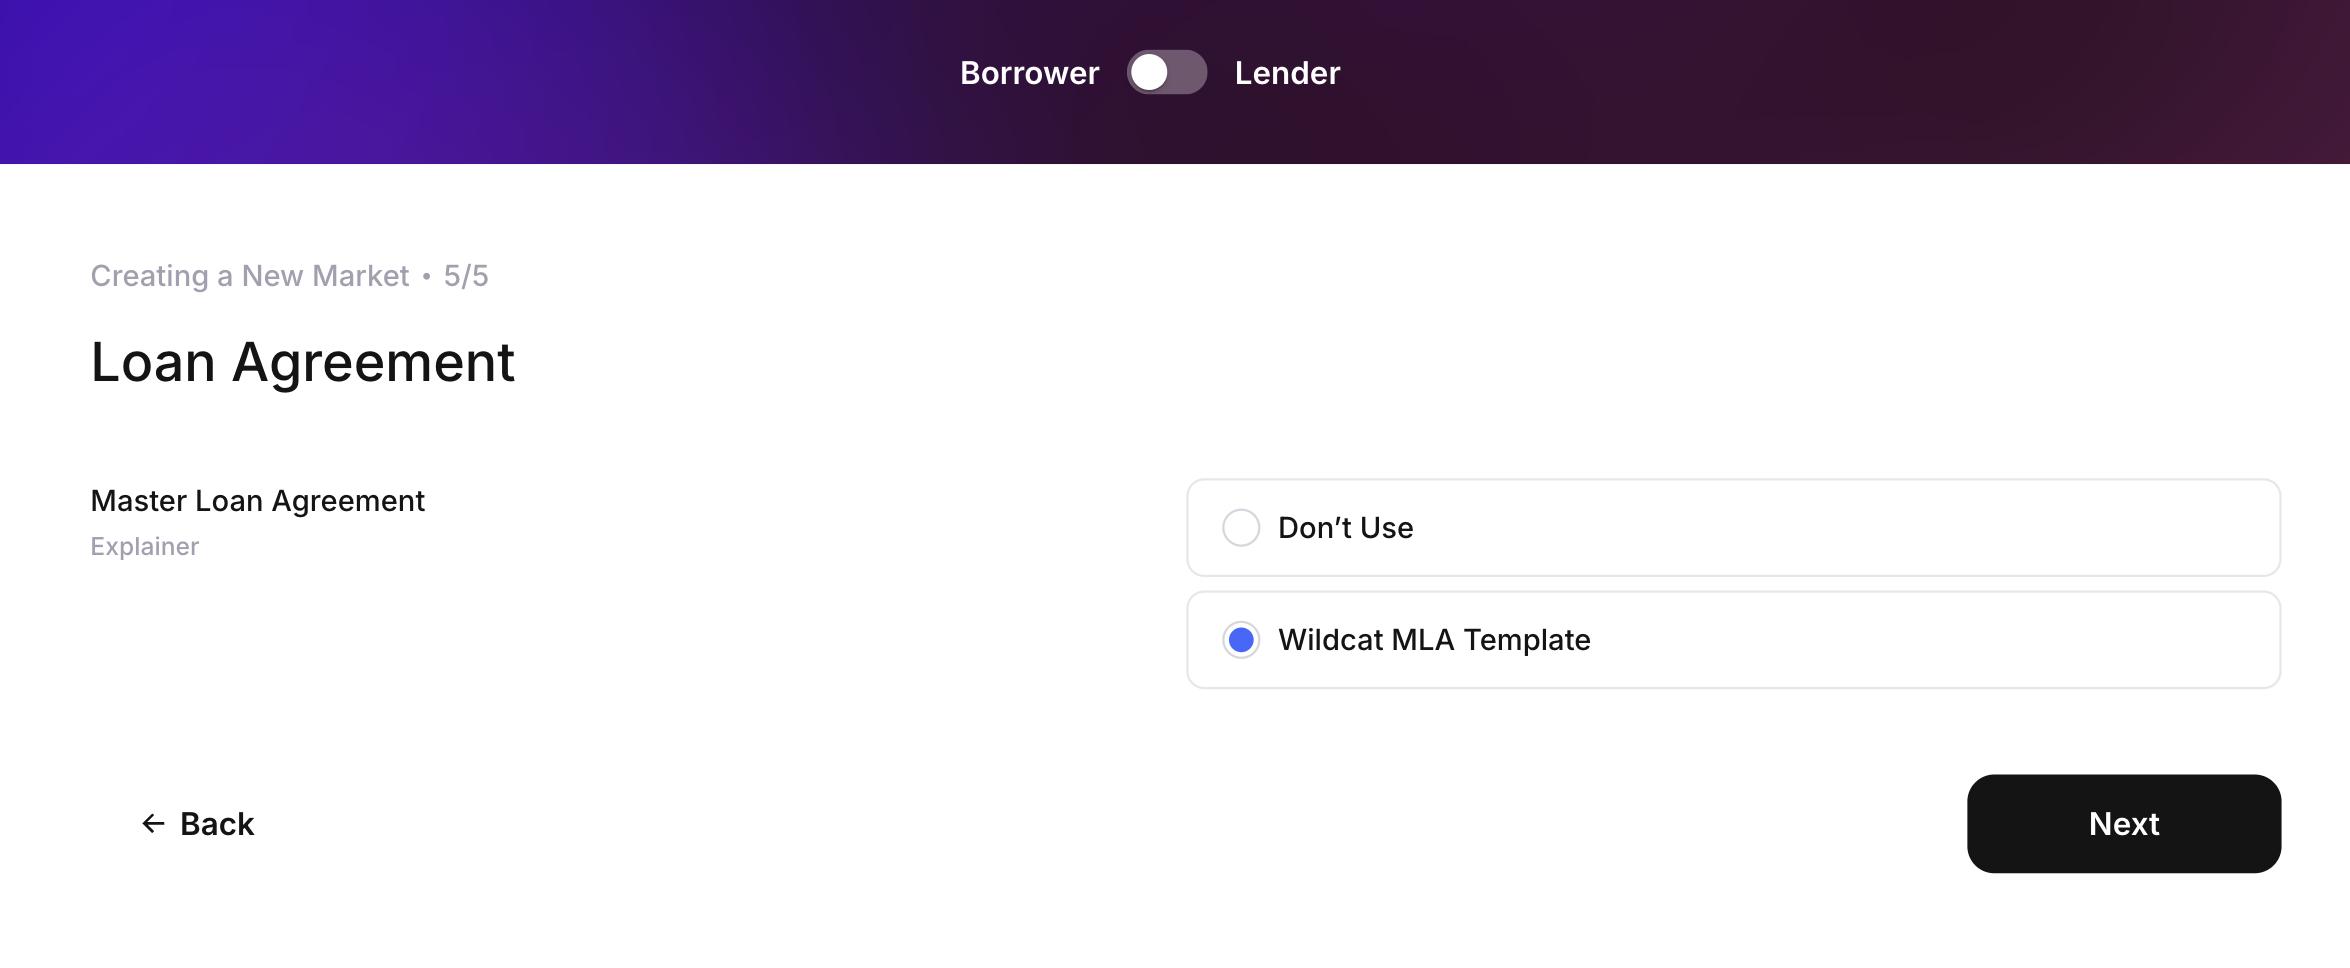 Borrower Lender
Creating a New Market • 5/5
Loan Agreement
Master Loan Agreement
Explainer
Don’t Use
Wildcat MLA Template
← Back
Next